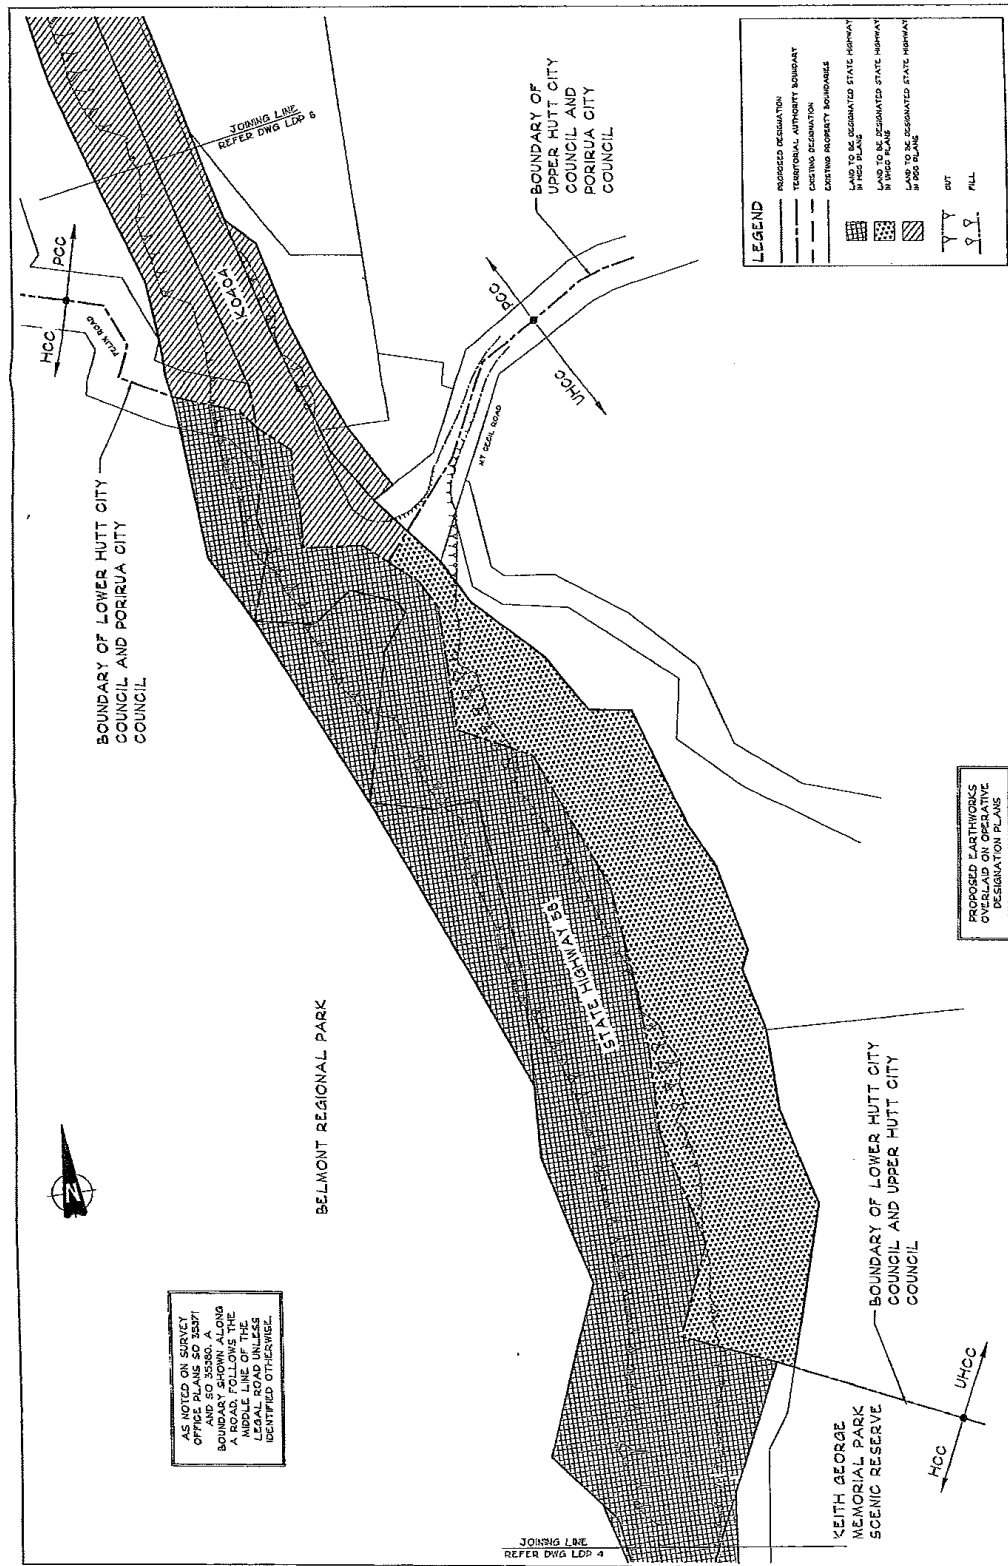 JOINING LINE
REFER DWG LDP 6
HCC
PCC
BOUNDARY OF LOWER HUTT CITY
COUNCIL AND PORIRUA CITY
COUNCIL
K0404
PCC
UHCC
MT CECIL ROAD
BOUNDARY OF
UPPER HUTT CITY
COUNCIL AND
PORIRUA CITY
COUNCIL
LEGEND
PROPOSED DESIGNATION
TERRITORIAL AUTHORITY BOUNDARY
EXISTING DESIGNATION
EXISTING PROPERTY BOUNDARIES
LAND TO BE DESIGNATED STATE HIGHWAY
IN HCC PLANS
LAND TO BE DESIGNATED STATE HIGHWAY
IN UHCC PLANS
LAND TO BE DESIGNATED STATE HIGHWAY
IN PCC PLANS
CUT
FILL
N
BELMONT REGIONAL PARK
STATE HIGHWAY 58
AS NOTED ON SURVEY
OFFICE PLANS SO 35371
AND SO 35380. A
BOUNDARY SHOWN ALONG
A ROAD, FOLLOWS THE
MIDDLE LINE OF THE
LEGAL ROAD UNLESS
IDENTIFIED OTHERWISE.
PROPOSED EARTHWORKS
OVERLAID ON OPERATIVE
DESIGNATION PLANS
JOINING LINE
REFER DWG LDP 4
KEITH GEORGE
MEMORIAL PARK
SCENIC RESERVE
BOUNDARY OF LOWER HUTT CITY
COUNCIL AND UPPER HUTT CITY
COUNCIL
HCC
UHCC